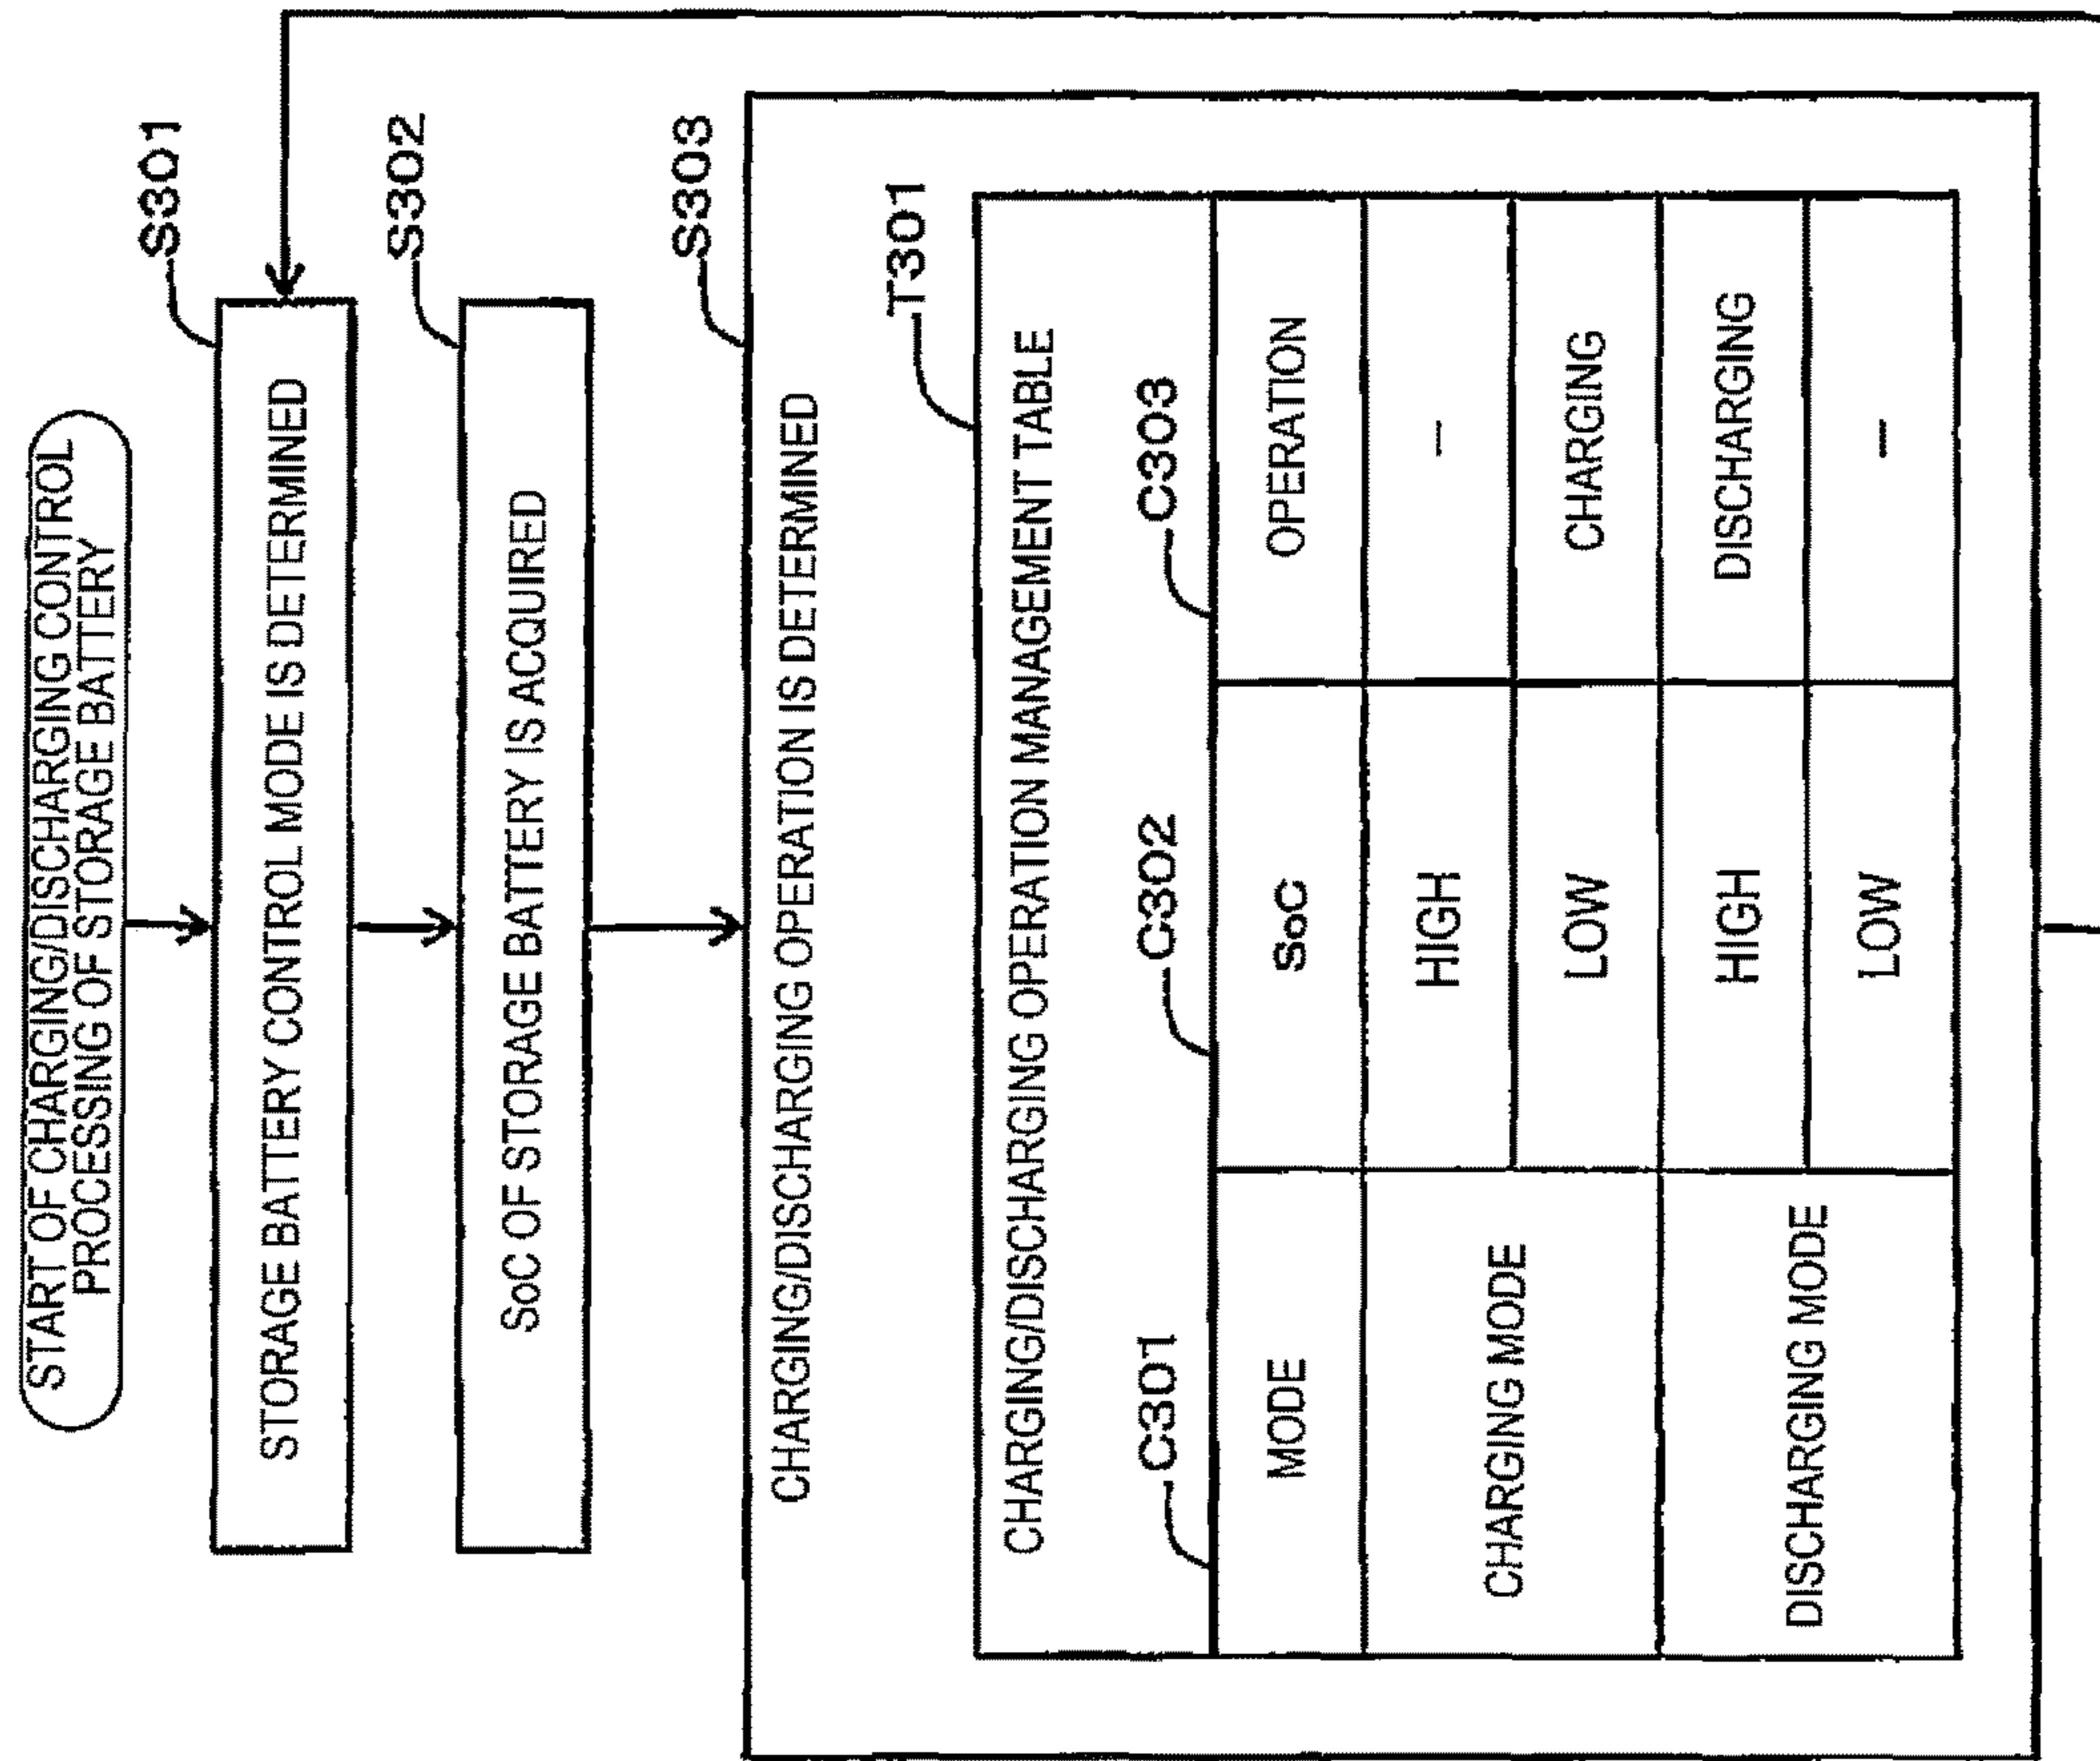 START OF CHARGING/DISCHARGING CONTROL
PROCESSING OF STORAGE BATTERY
S301
STORAGE BATTERY CONTROL MODE IS DETERMINED
S302
SoC OF STORAGE BATTERY IS ACQUIRED
S303
CHARGING/DISCHARGING OPERATION IS DETERMINED
T301
CHARGING/DISCHARGING OPERATION MANAGEMENT TABLE
C301 C302 C303
MODE SoC OPERATION
CHARGING MODE HIGH —
LOW CHARGING
DISCHARGING MODE HIGH DISCHARGING
LOW —